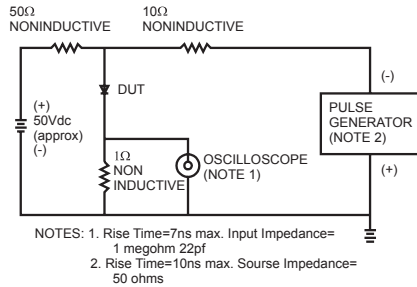 50Ω
NONINDUCTIVE
10Ω
NONINDUCTIVE
(+)
50Vdc
(approx)
(-)
DUT
1Ω
NON
INDUCTIVE
OSCILLOSCOPE
(NOTE 1)
(-)
PULSE
GENERATOR
(NOTE 2)
(+)
NOTES: 1. Rise Time=7ns max. Input Impedance=
1 megohm 22pf
2. Rise Time=10ns max. Sourse Impedance=
50 ohms